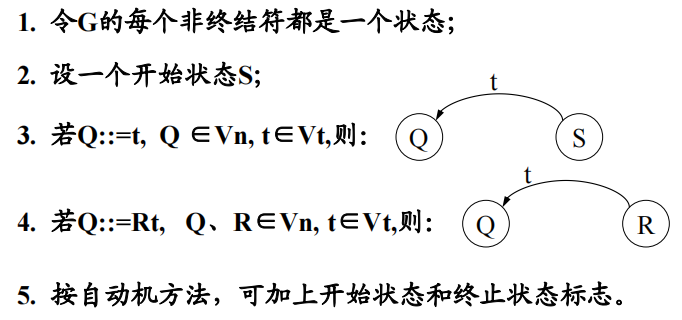 1. 令G的每个非终结符都是一个状态；
2. 设一个开始状态S;
t
3. 若Q::=t, Q ∈Vn, t∈Vt,则： Q S
t
4. 若Q::=Rt, Q、R∈Vn, t∈Vt,则： Q R
5. 按自动机方法，可加上开始状态和终止状态标志。